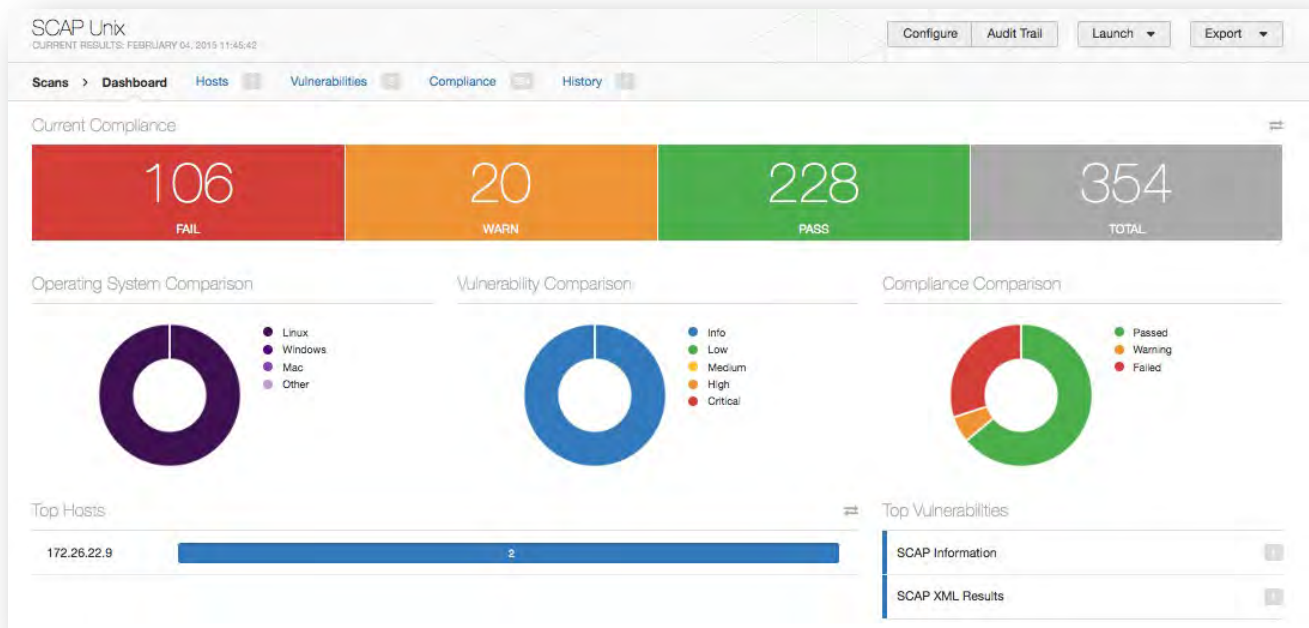 SCAP Unix
CURRENT RESULTS: FEBRUARY 04, 2015 11:45:42
Configure Audit Trail Launch Export
Scans > Dashboard Hosts Vulnerabilities Compliance History
Current Compliance
106 20 228 354
FAIL WARN PASS TOTAL
Operating System Comparison
Linux
Windows
Mac
Other
Vulnerability Comparison
Info
Low
Medium
High
Critical
Compliance Comparison
Passed
Warning
Failed
Top Hosts
172.26.22.9 2
Top Vulnerabilities
SCAP Information
SCAP XML Results